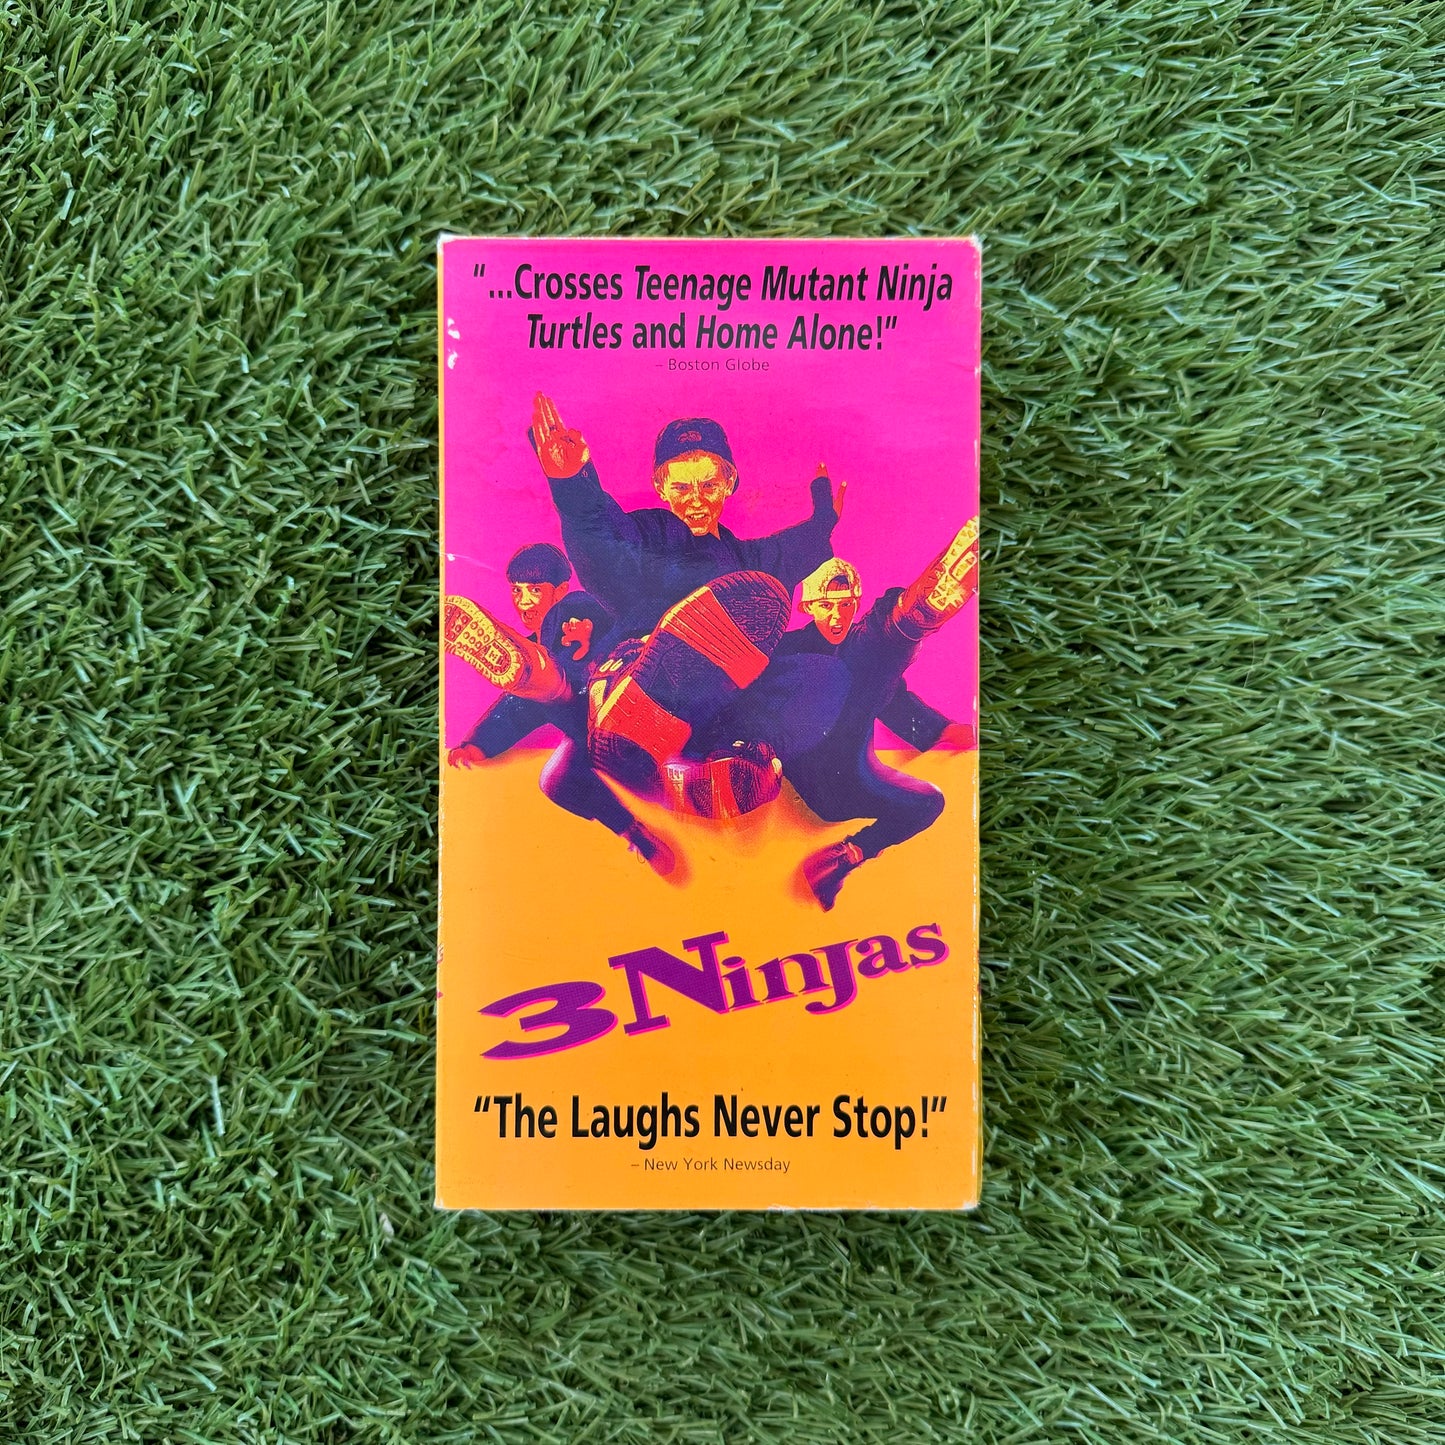 "...Crosses Teenage Mutant Ninja
Turtles and Home Alone!"
– Boston Globe
3 Ninjas
"The Laughs Never Stop!"
– New York Newsday